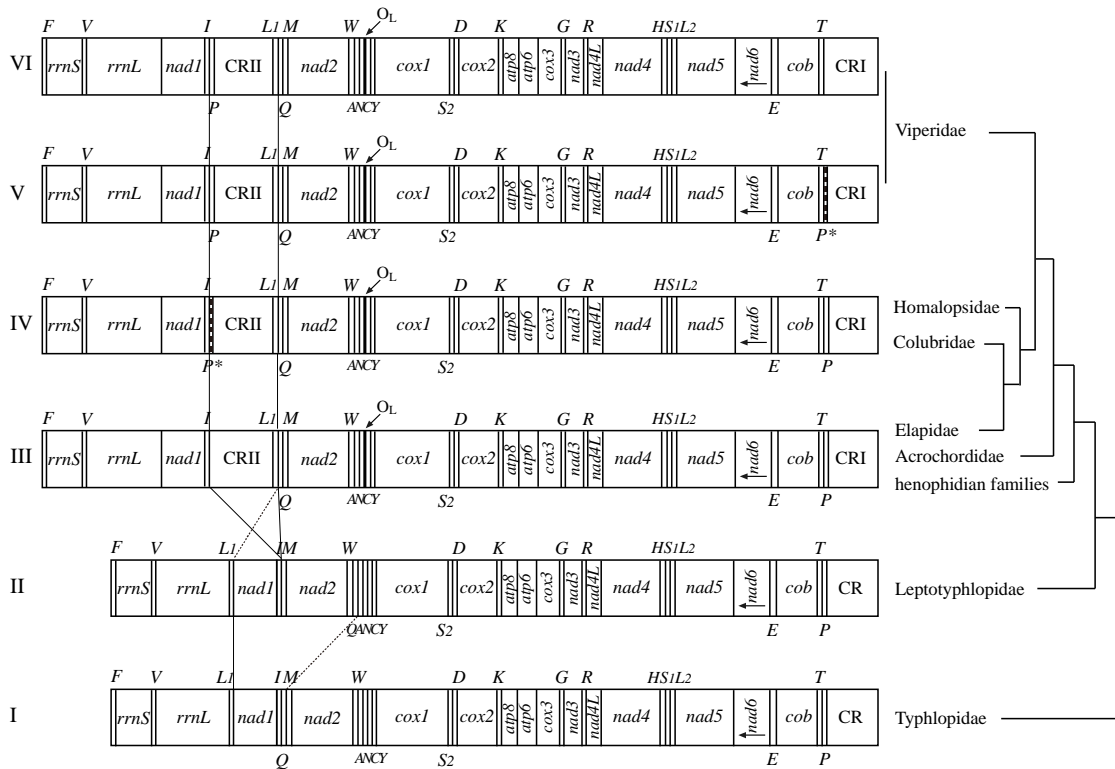 O_L
F V I L1 M W D K G R HS1L2 T
VI rrnS rrnL nad1 CRII nad2 cox1 cox2 atp8 atp6 cox3 nad3 nad4L nad4 nad5 nad6 cob CRI
P Q ANCY S2 E
Viperidae
O_L
F V I L1 M W D K G R HS1L2 T
V rrnS rrnL nad1 CRII nad2 cox1 cox2 atp8 atp6 cox3 nad3 nad4L nad4 nad5 nad6 cob CRI
P Q ANCY S2 E P*
O_L
F V I L1 M W D K G R HS1L2 T
IV rrnS rrnL nad1 CRII nad2 cox1 cox2 atp8 atp6 cox3 nad3 nad4L nad4 nad5 nad6 cob CRI
P* Q ANCY S2 E P
Homalopsidae
Colubridae
O_L
F V I L1 M W D K G R HS1L2 T
III rrnS rrnL nad1 CRII nad2 cox1 cox2 atp8 atp6 cox3 nad3 nad4L nad4 nad5 nad6 cob CRI
Q ANCY S2 E P
Elapidae
Acrochordidae
henophidian families
F V L1 IM W D K G R HS1L2 T
II rrnS rrnL nad1 nad2 cox1 cox2 atp8 atp6 cox3 nad3 nad4L nad4 nad5 nad6 cob CR
QANCY S2 E P
Leptotyphlopidae
F V L1 I M W D K G R HS1L2 T
I rrnS rrnL nad1 nad2 cox1 cox2 atp8 atp6 cox3 nad3 nad4L nad4 nad5 nad6 cob CR
Q ANCY S2 E P
Typhlopidae